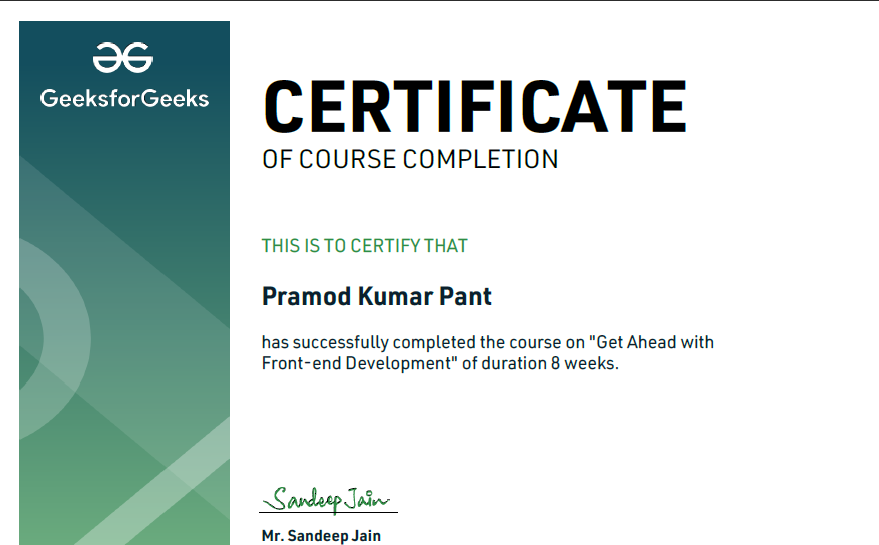 GeeksforGeeks
CERTIFICATE
OF COURSE COMPLETION
THIS IS TO CERTIFY THAT
Pramod Kumar Pant
has successfully completed the course on "Get Ahead with
Front-end Development" of duration 8 weeks.
Sandeep Jain
Mr. Sandeep Jain